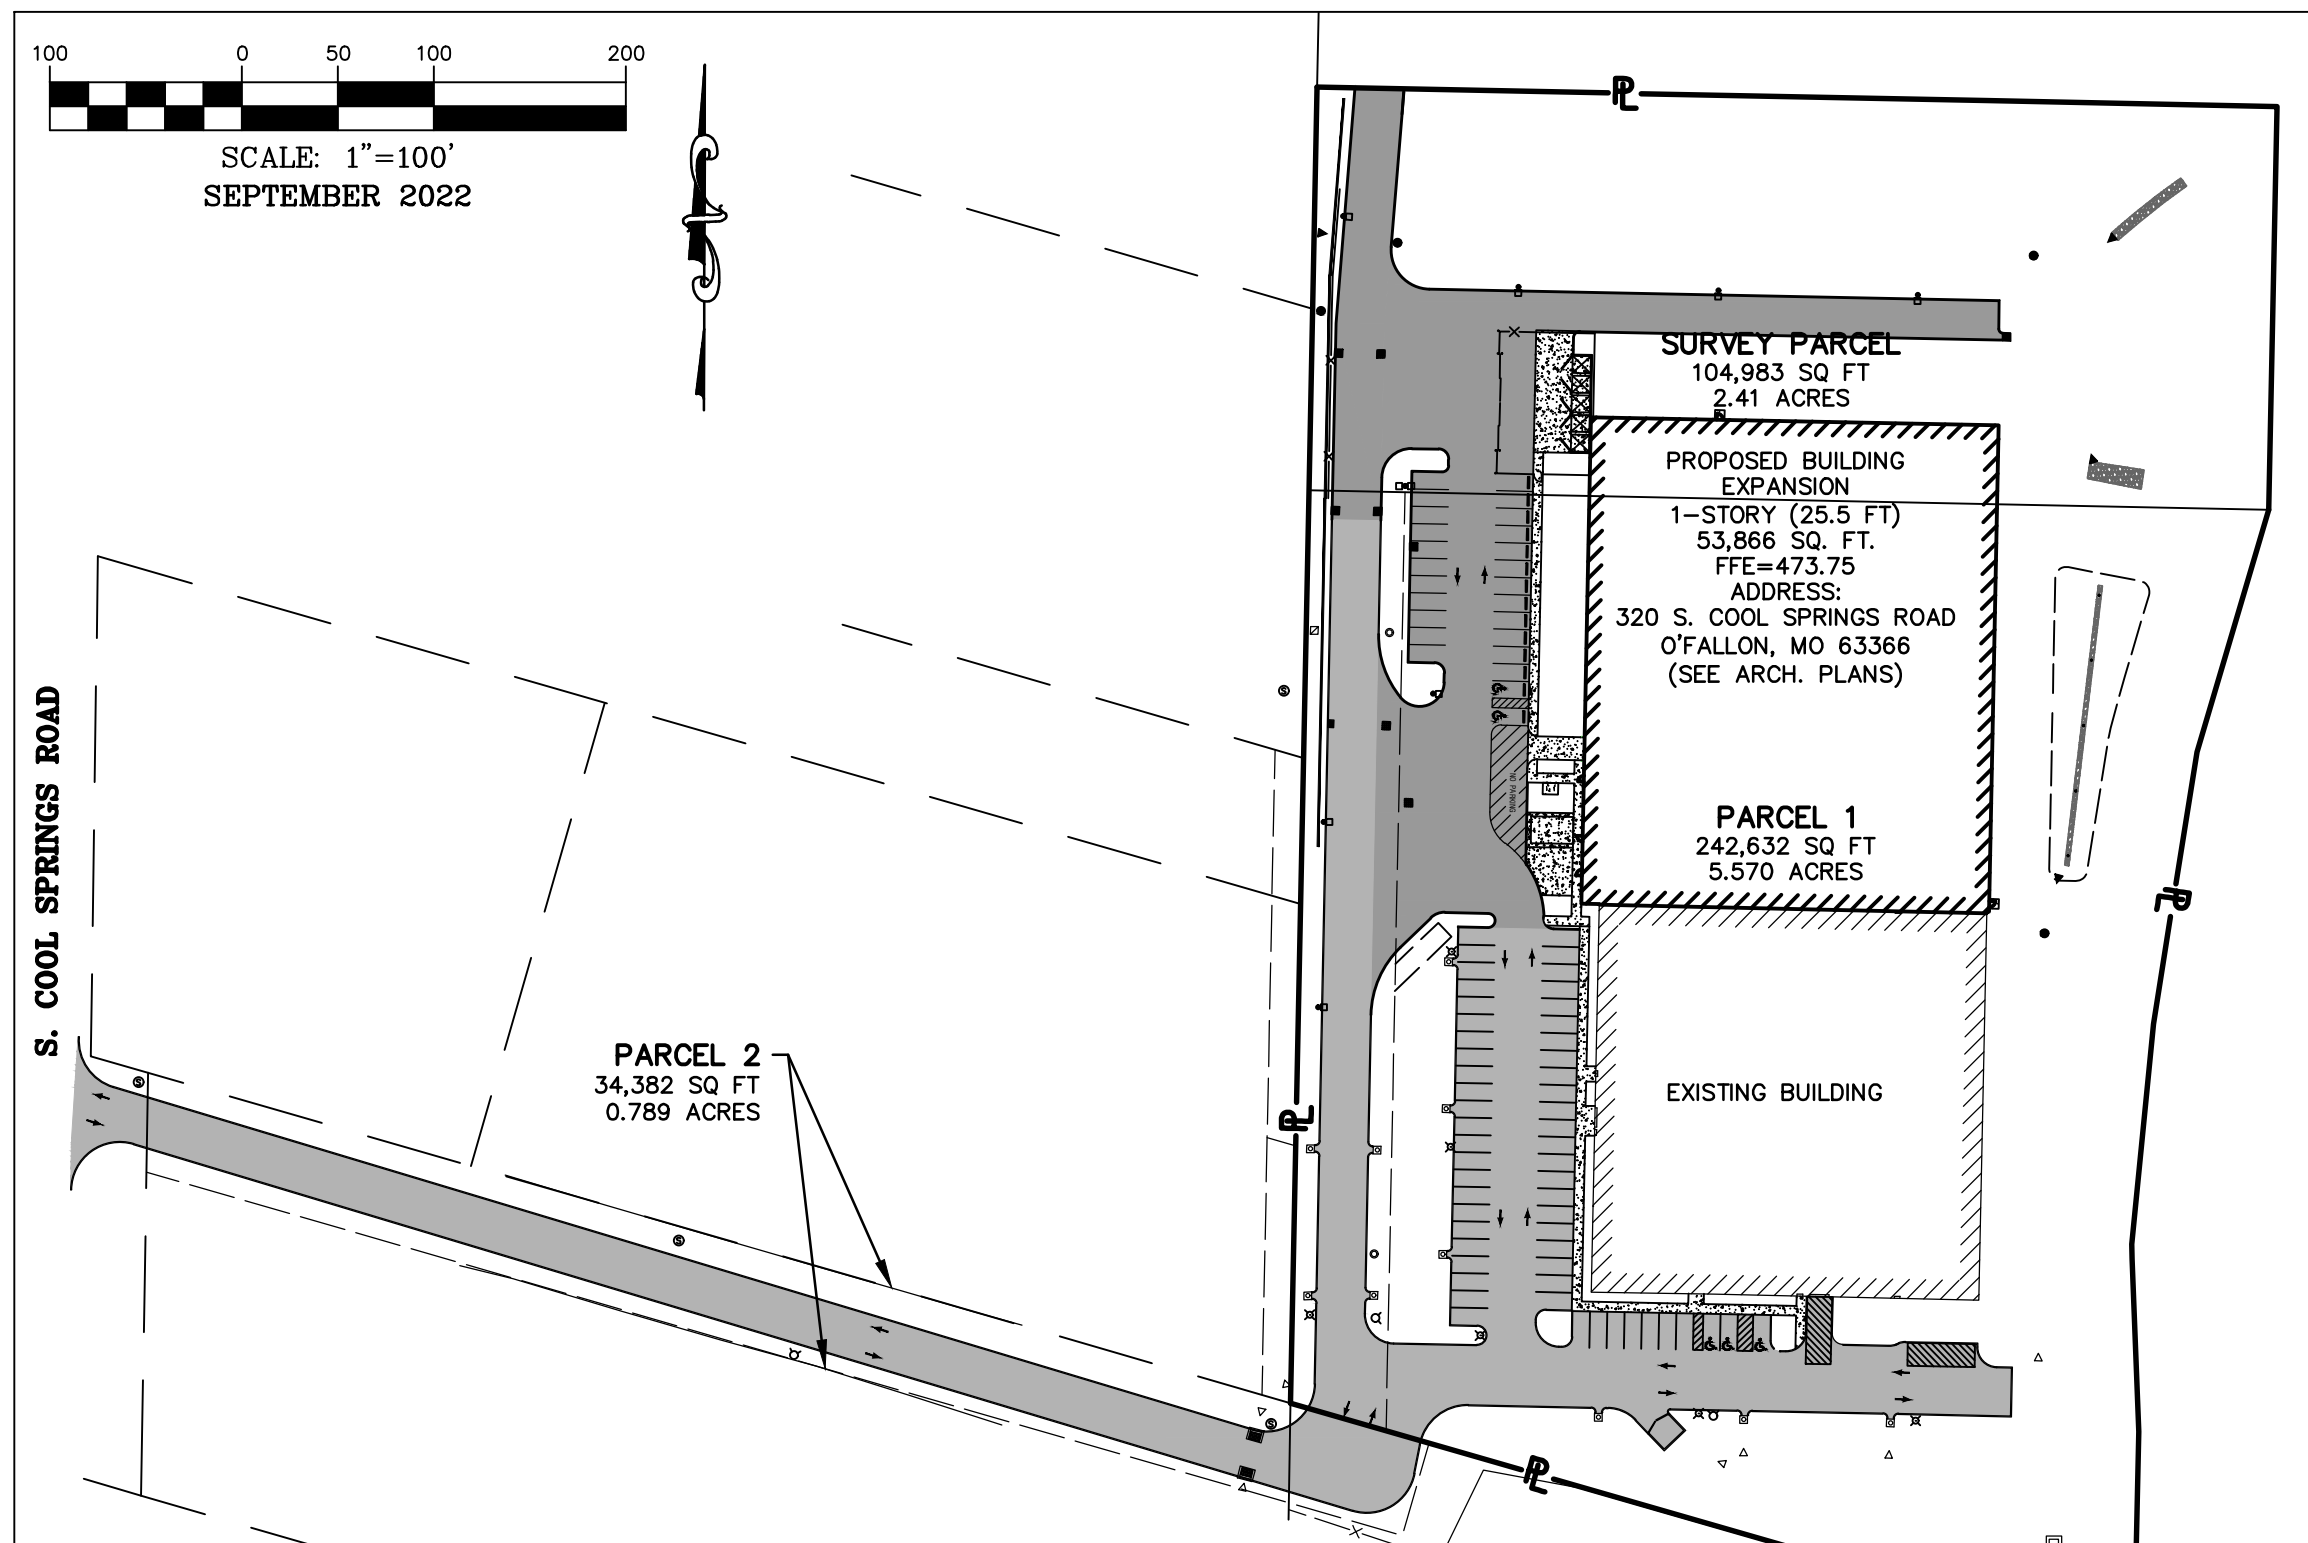 100 0 50 100 200
SCALE: 1"=100'
SEPTEMBER 2022
PL
SURVEY PARCEL
104,983 SQ FT
2.41 ACRES
PROPOSED BUILDING
EXPANSION
1-STORY (25.5 FT)
53,866 SQ. FT.
FFE=473.75
ADDRESS:
320 S. COOL SPRINGS ROAD
O'FALLON, MO 63366
(SEE ARCH. PLANS)
NO PARKING
PARCEL 1
242,632 SQ FT
5.570 ACRES
PL
S. COOL SPRINGS ROAD
PARCEL 2
34,382 SQ FT
0.789 ACRES
PL
EXISTING BUILDING
PL
S
S
S
S